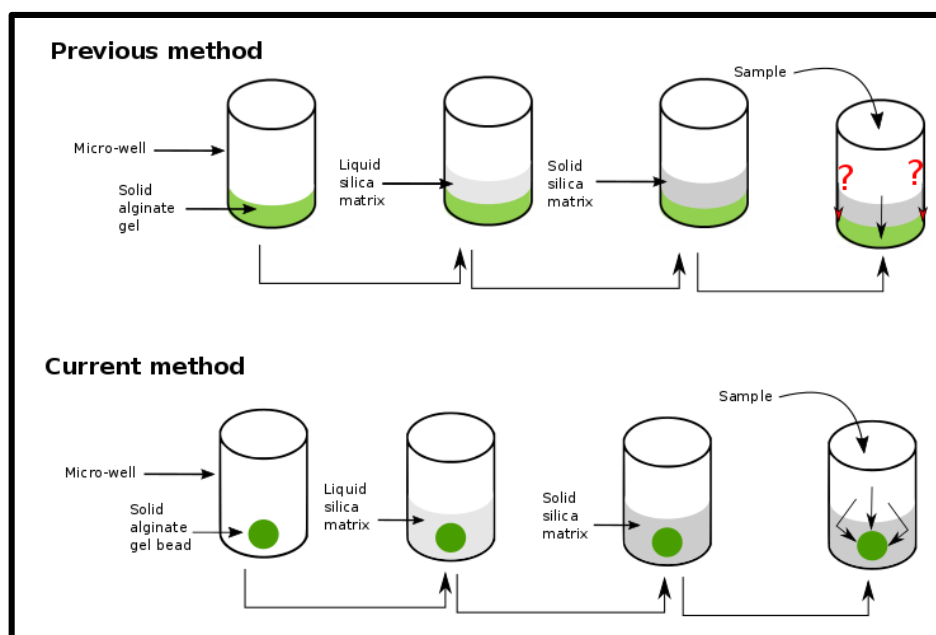 Previous method
Sample
Micro-well
Liquid
silica
matrix
Solid
silica
matrix
Solid
alginate
gel
?
?
Current method
Sample
Micro-well
Liquid
silica
matrix
Solid
silica
matrix
Solid
alginate
gel bead